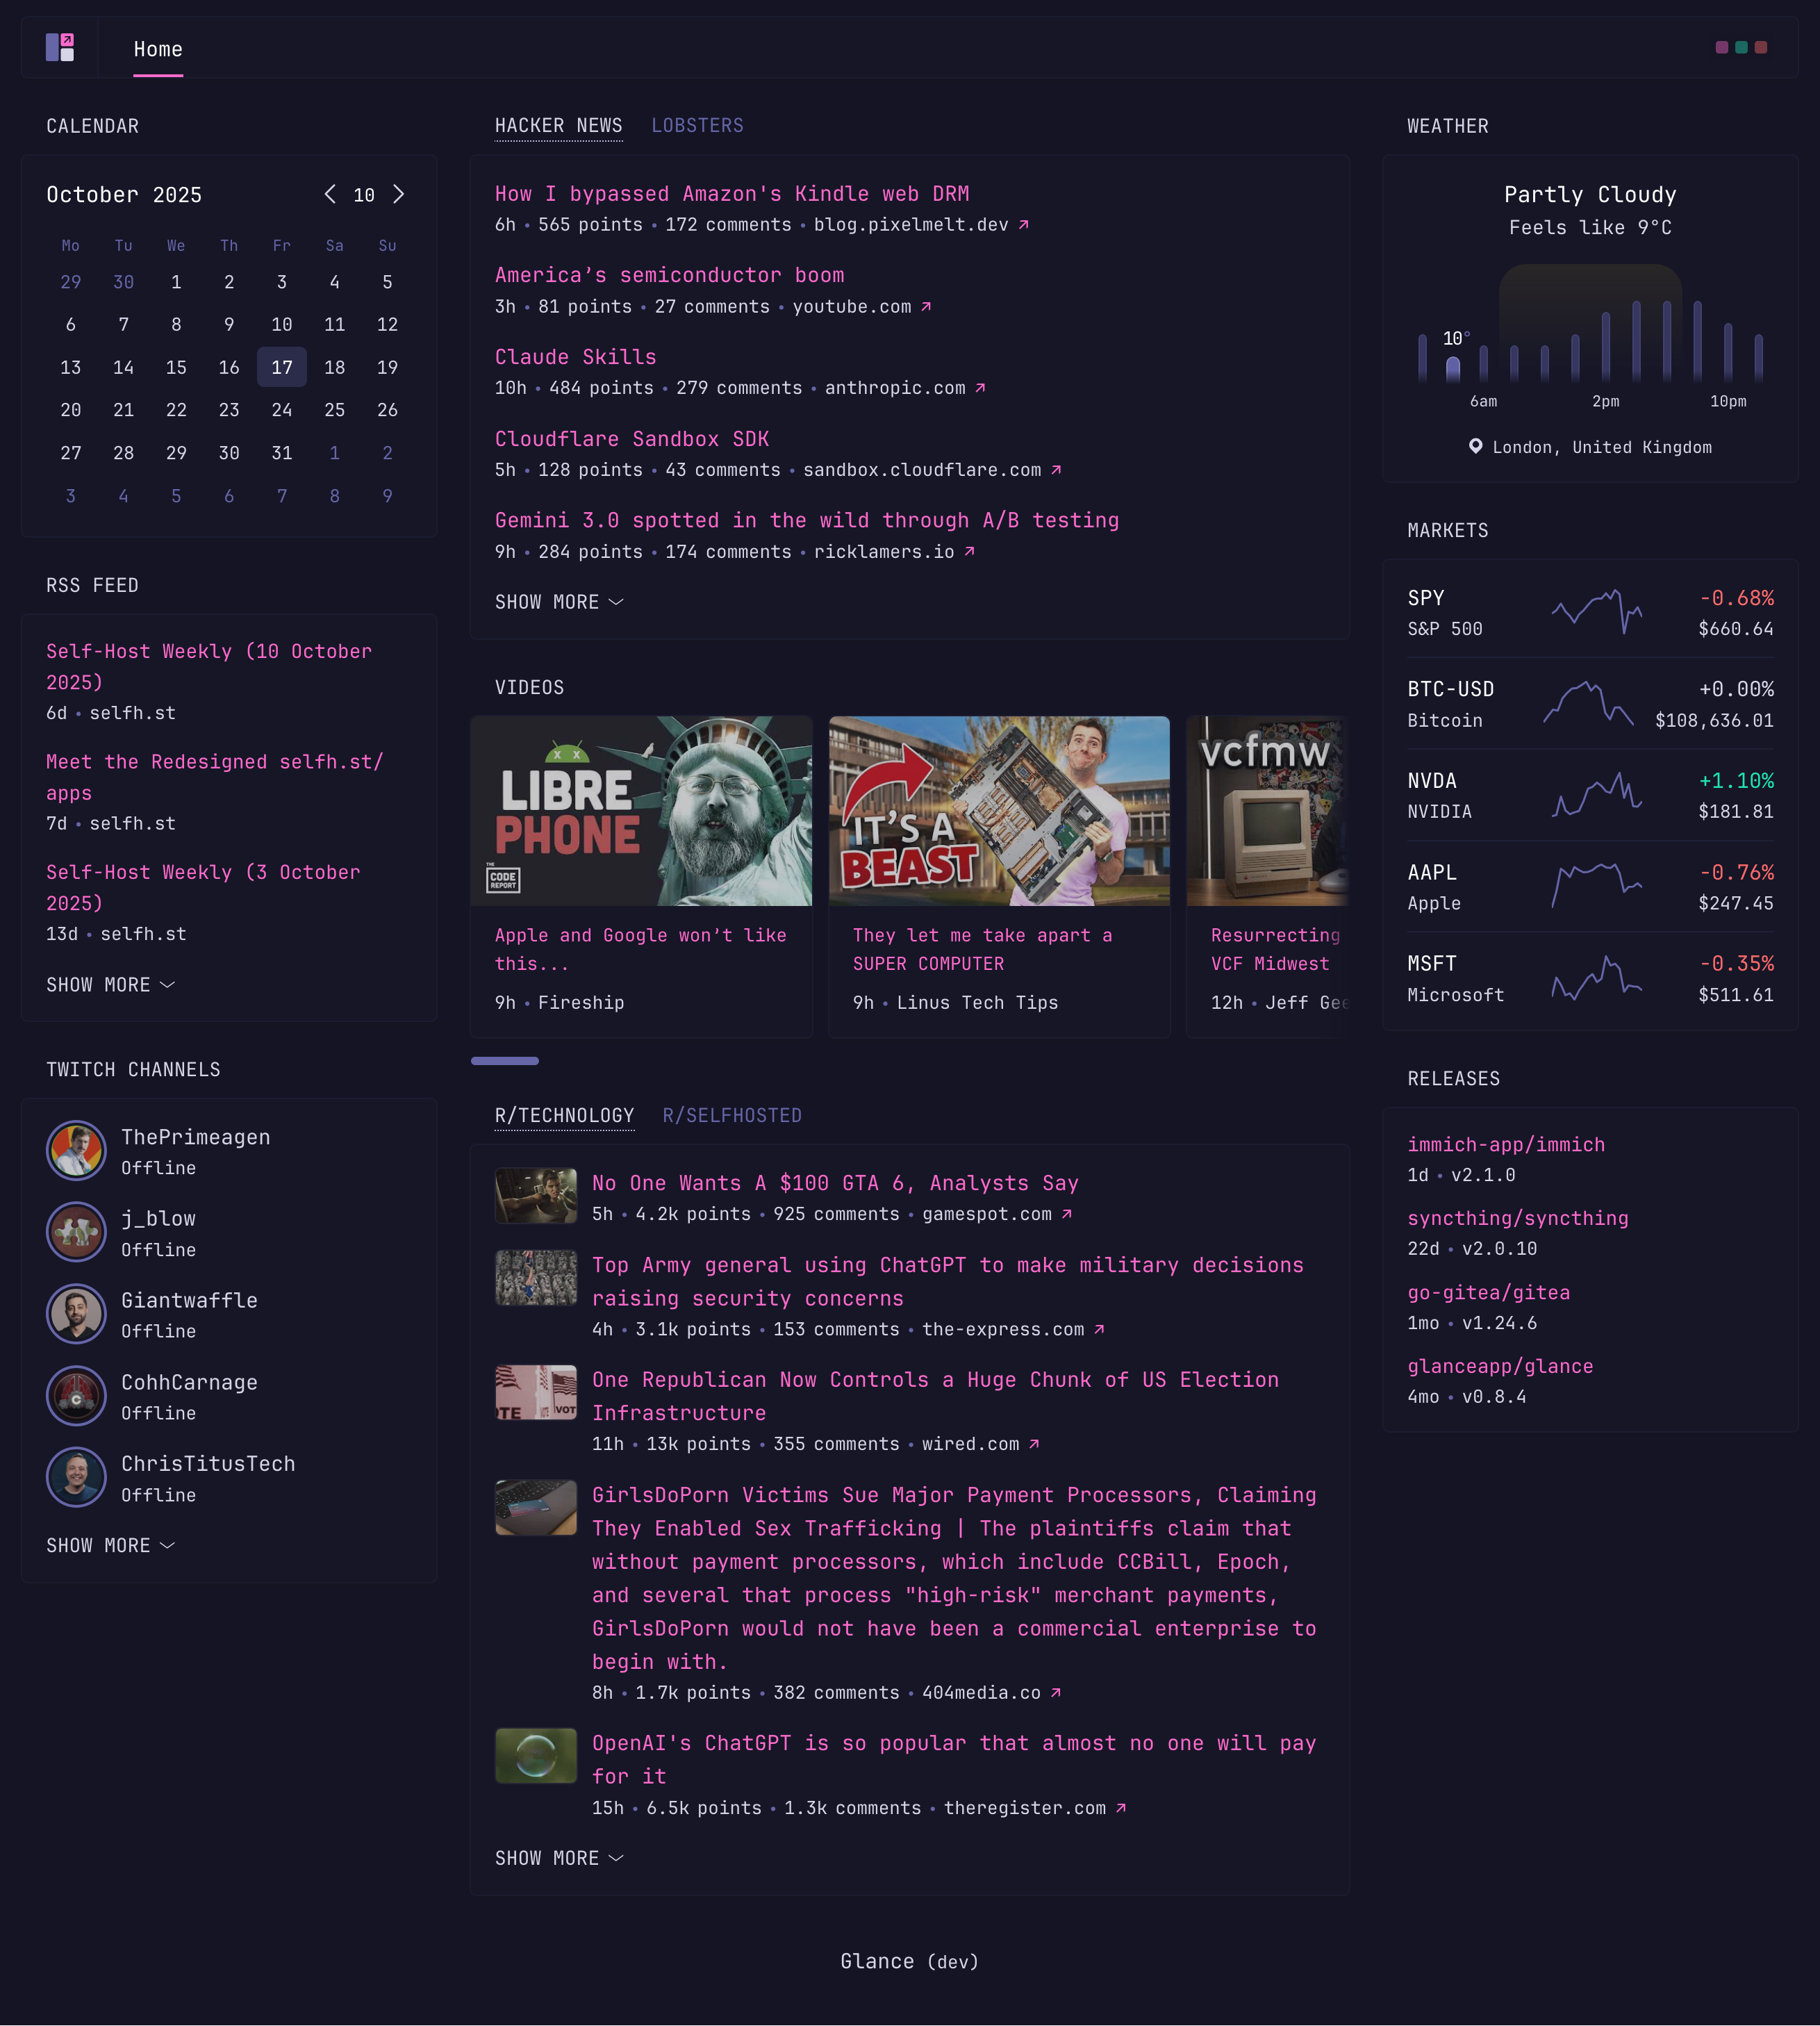 Home
CALENDAR
October 2025
10
Mo Tu We Th Fr Sa Su
29 30 1 2 3 4 5
6 7 8 9 10 11 12
13 14 15 16 17 18 19
20 21 22 23 24 25 26
27 28 29 30 31 1 2
3 4 5 6 7 8 9
RSS FEED
Self-Host Weekly (10 October
2025)
6d • selfh.st
Meet the Redesigned selfh.st/
apps
7d • selfh.st
Self-Host Weekly (3 October
2025)
13d • selfh.st
SHOW MORE
TWITCH CHANNELS
ThePrimeagen
Offline
j_blow
Offline
Giantwaffle
Offline
CohhCarnage
Offline
ChrisTitusTech
Offline
SHOW MORE
HACKER NEWS LOBSTERS
How I bypassed Amazon's Kindle web DRM
6h • 565 points • 172 comments • blog.pixelmelt.dev
America’s semiconductor boom
3h • 81 points • 27 comments • youtube.com
Claude Skills
10h • 484 points • 279 comments • anthropic.com
Cloudflare Sandbox SDK
5h • 128 points • 43 comments • sandbox.cloudflare.com
Gemini 3.0 spotted in the wild through A/B testing
9h • 284 points • 174 comments • ricklamers.io
SHOW MORE
VIDEOS
LIBRE
PHONE
THE
CODE
REPORT
Apple and Google won’t like
this...
9h • Fireship
IT'S A
BEAST
They let me take apart a
SUPER COMPUTER
9h • Linus Tech Tips
vcfmw
Resurrecting
VCF Midwest
12h • Jeff Gee
R/TECHNOLOGY R/SELFHOSTED
No One Wants A $100 GTA 6, Analysts Say
5h • 4.2k points • 925 comments • gamespot.com
Top Army general using ChatGPT to make military decisions
raising security concerns
4h • 3.1k points • 153 comments • the-express.com
OTE VOT
One Republican Now Controls a Huge Chunk of US Election
Infrastructure
11h • 13k points • 355 comments • wired.com
GirlsDoPorn Victims Sue Major Payment Processors, Claiming
They Enabled Sex Trafficking | The plaintiffs claim that
without payment processors, which include CCBill, Epoch,
and several that process "high-risk" merchant payments,
GirlsDoPorn would not have been a commercial enterprise to
begin with.
8h • 1.7k points • 382 comments • 404media.co
OpenAI's ChatGPT is so popular that almost no one will pay
for it
15h • 6.5k points • 1.3k comments • theregister.com
SHOW MORE
WEATHER
Partly Cloudy
Feels like 9°C
10°
6am 2pm 10pm
London, United Kingdom
MARKETS
SPY -0.68%
S&P 500 $660.64
BTC-USD +0.00%
Bitcoin $108,636.01
NVDA +1.10%
NVIDIA $181.81
AAPL -0.76%
Apple $247.45
MSFT -0.35%
Microsoft $511.61
RELEASES
immich-app/immich
1d • v2.1.0
syncthing/syncthing
22d • v2.0.10
go-gitea/gitea
1mo • v1.24.6
glanceapp/glance
4mo • v0.8.4
Glance (dev)